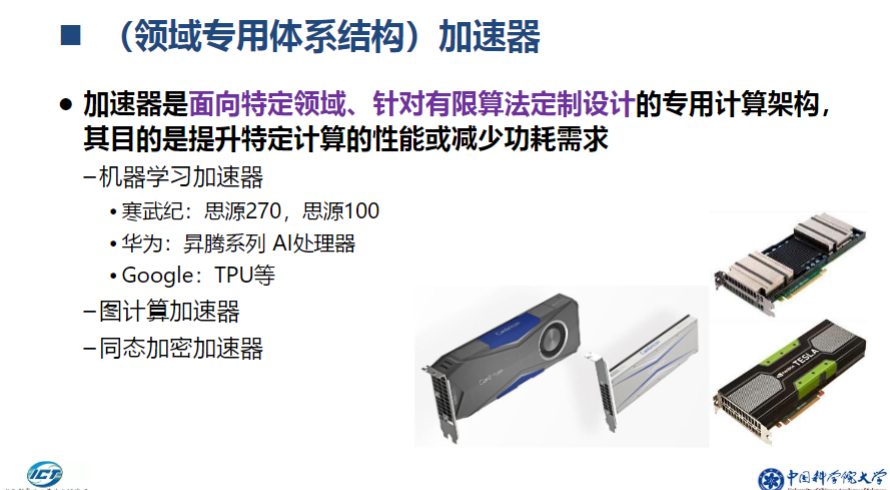 （领域专用体系结构）加速器
加速器是面向特定领域、针对有限算法定制设计的专用计算架构，
其目的是提升特定计算的性能或减少功耗需求
–机器学习加速器
•寒武纪：思源270，思源100
•华为：昇腾系列 AI处理器
•Google：TPU等
–图计算加速器
–同态加密加速器
TESLA
ICT
中国科学院大学